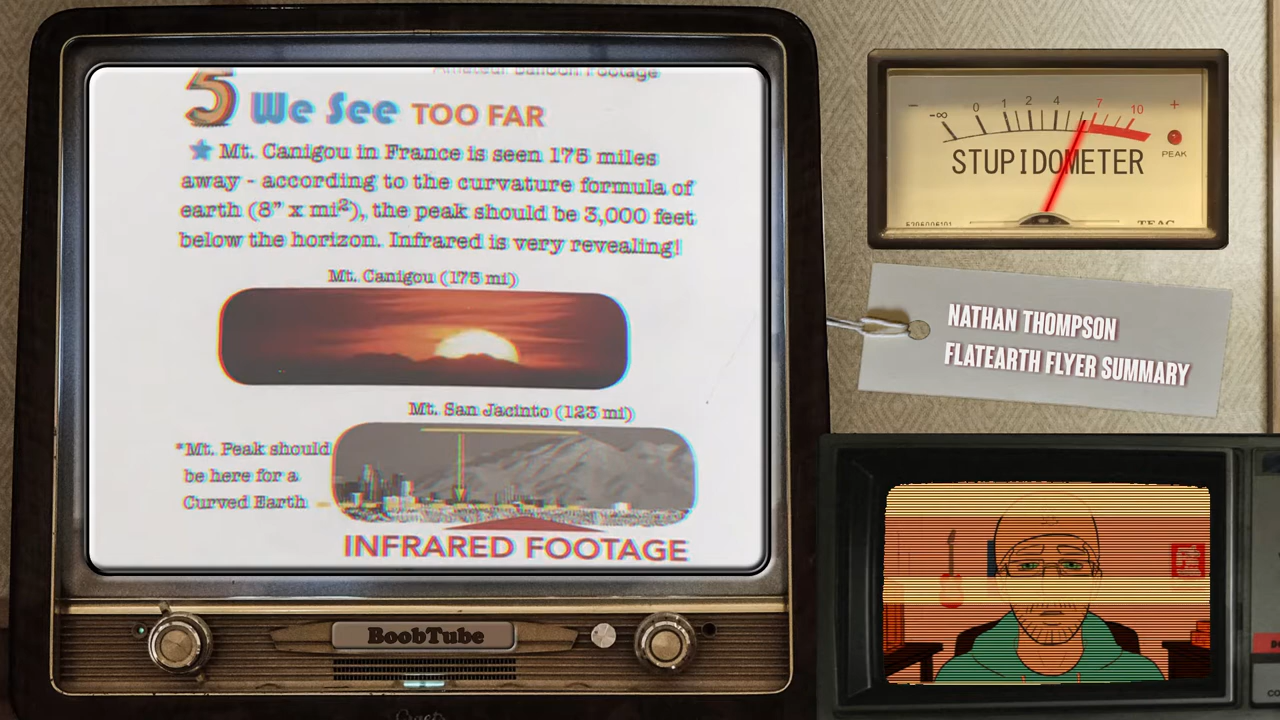 Amateur Balloon Footage
5 We See TOO FAR
Mt. Canigou in France is seen 175 miles
away - according to the curvature formula of
earth (8" x mi²), the peak should be 3,000 feet
below the horizon. Infrared is very revealing!
Mt. Canigou (175 mi)
Mt. San Jacinto (123 mi)
*Mt. Peak should
be here for a
Curved Earth
INFRARED FOOTAGE
BoobTube
- -∞ 0 1 2 4 7 10 +
PEAK
STUPIDOMETER
TEAC
NATHAN THOMPSON
FLATEARTH FLYER SUMMARY